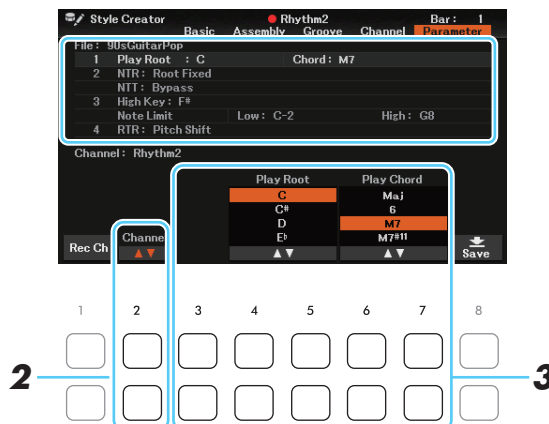 Style Creator Rhythm2 Bar: 1
Basic Assembly Groove Channel Parameter
File: 90sGuitarPop
1 Play Root : C Chord: M7
2 NTR: Root Fixed
NTT: Bypass
3 High Key: F#
Note Limit Low: C-2 High: G8
4 RTR: Pitch Shift
Channel: Rhythm2
Play Root Play Chord
C Maj
C# 6
D M7
E♭ M7#11
Rec Ch Channel ▲▼ ▲▼ ▲▼ Save
1 2 3 4 5 6 7 8
2 3